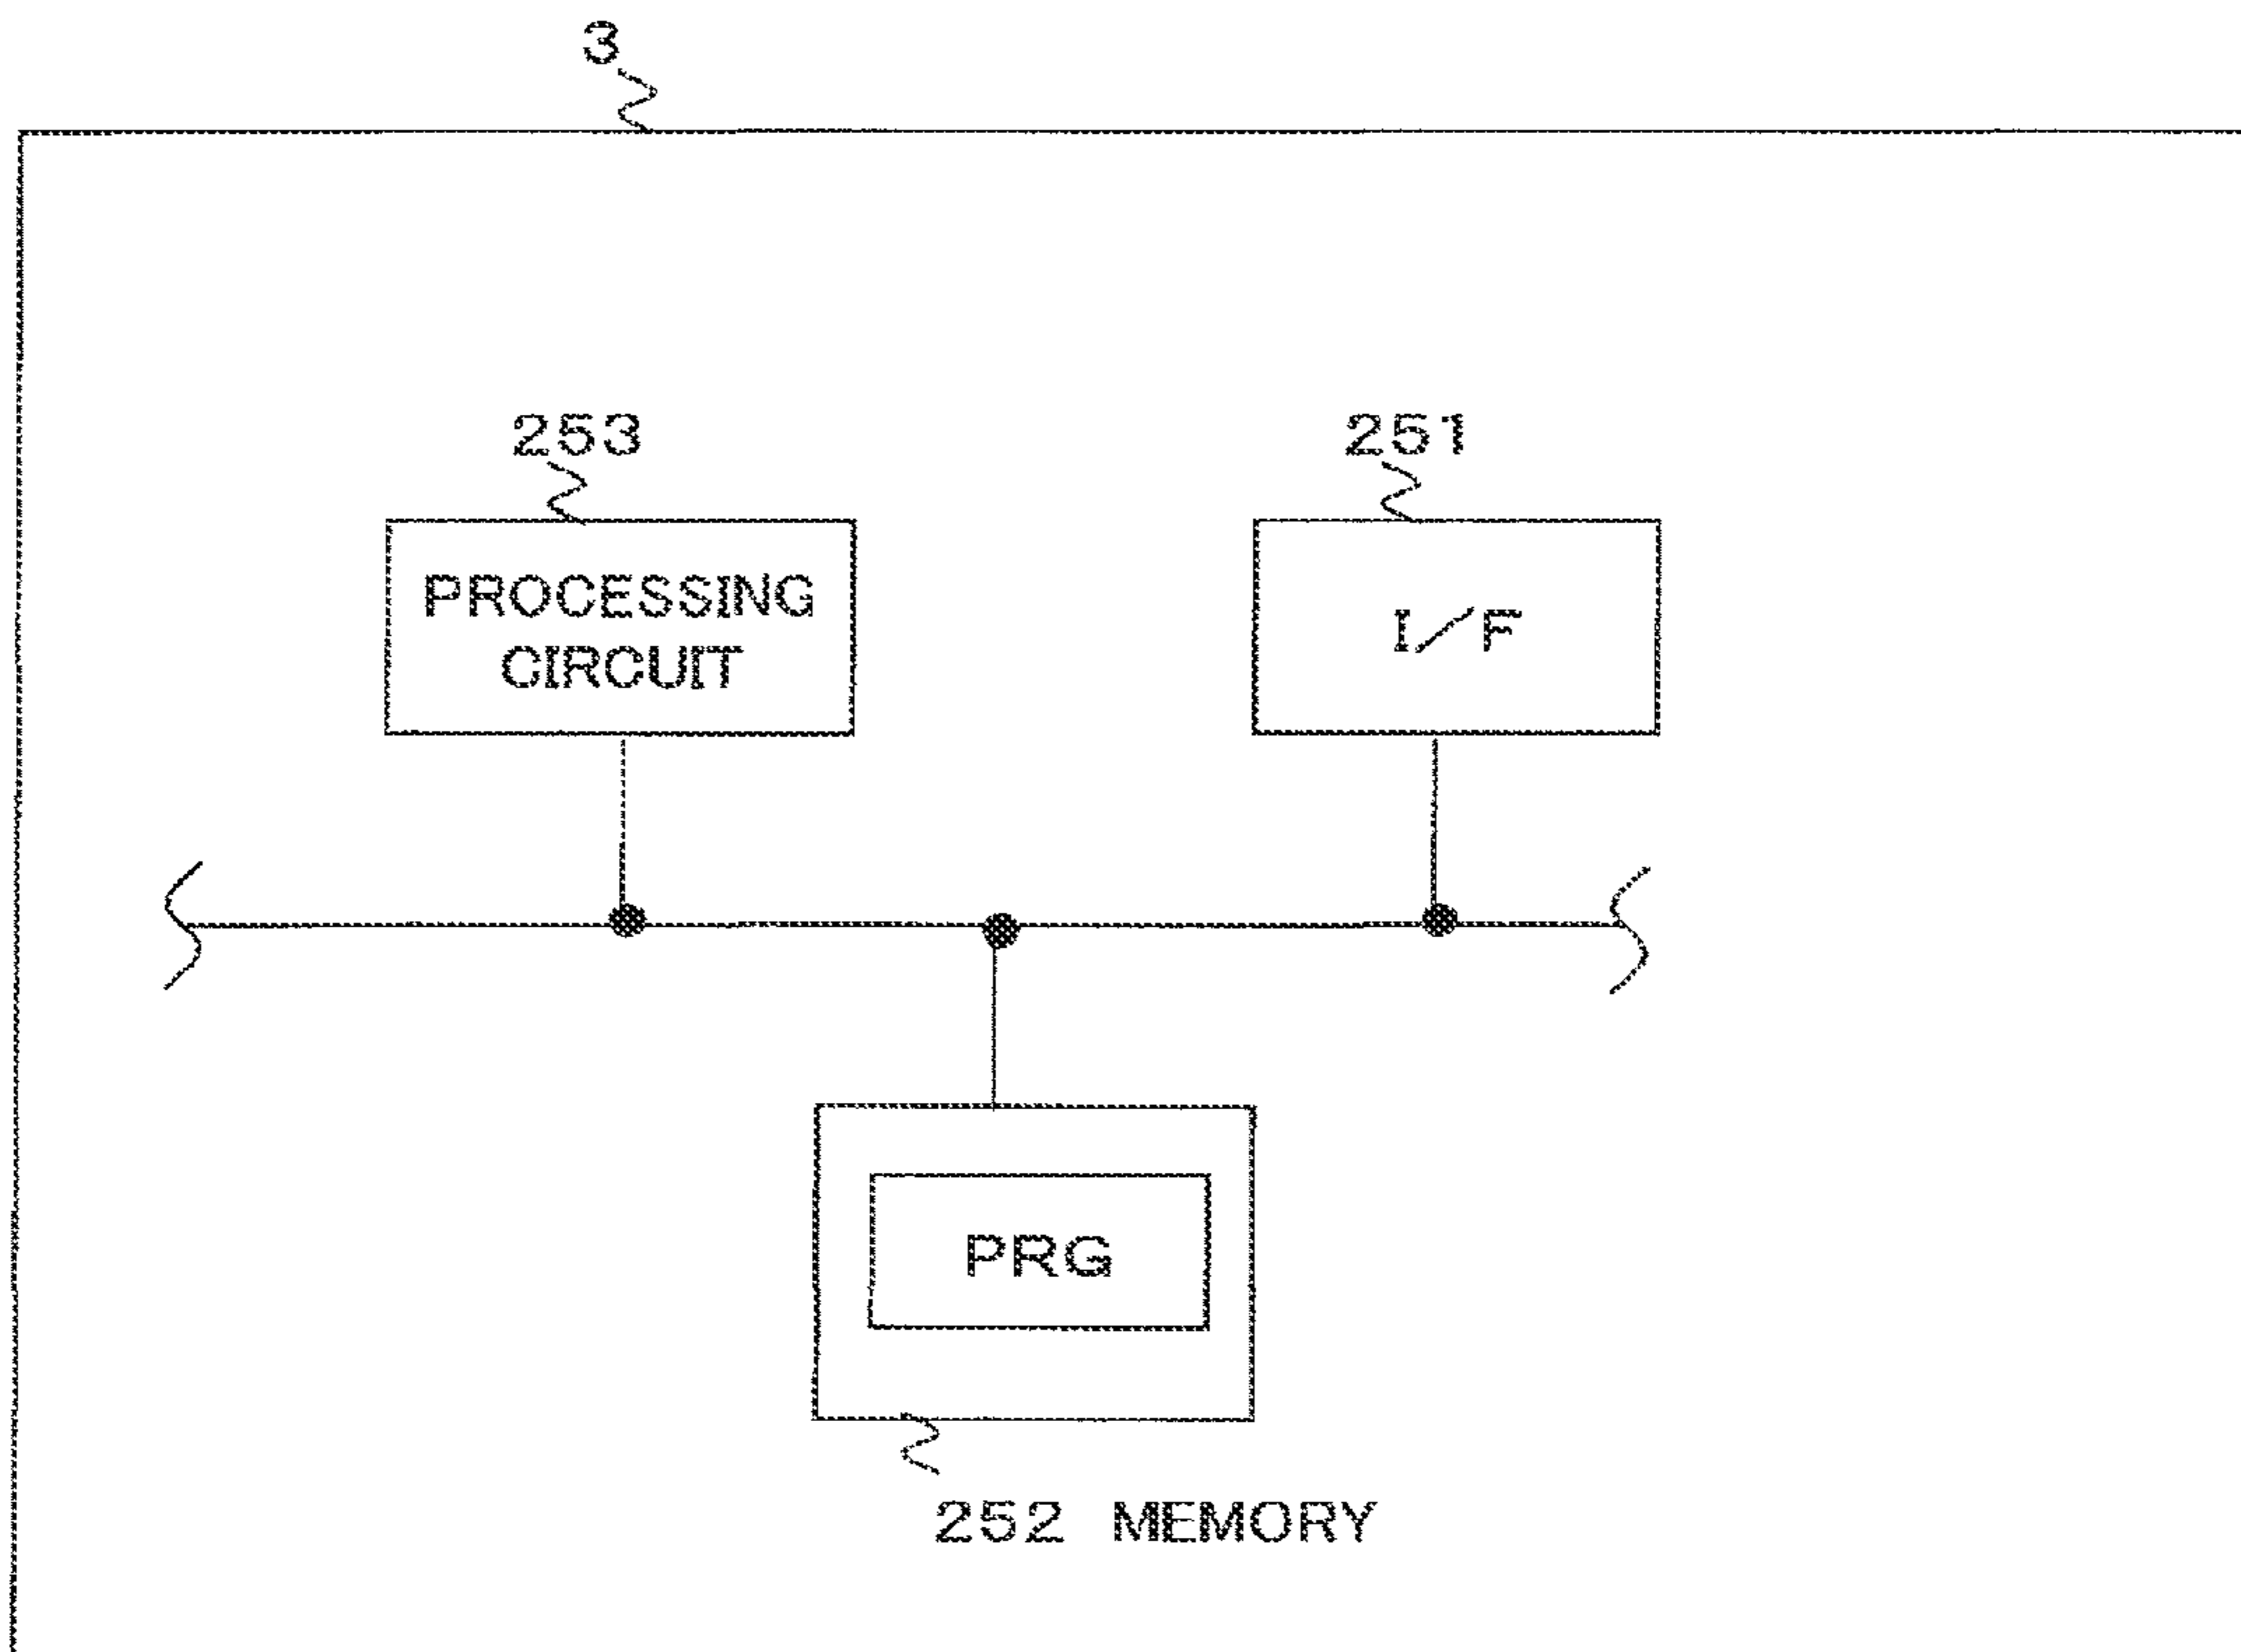 3
253
251
PROCESSING
CIRCUIT
I/F
PRG
252 MEMORY